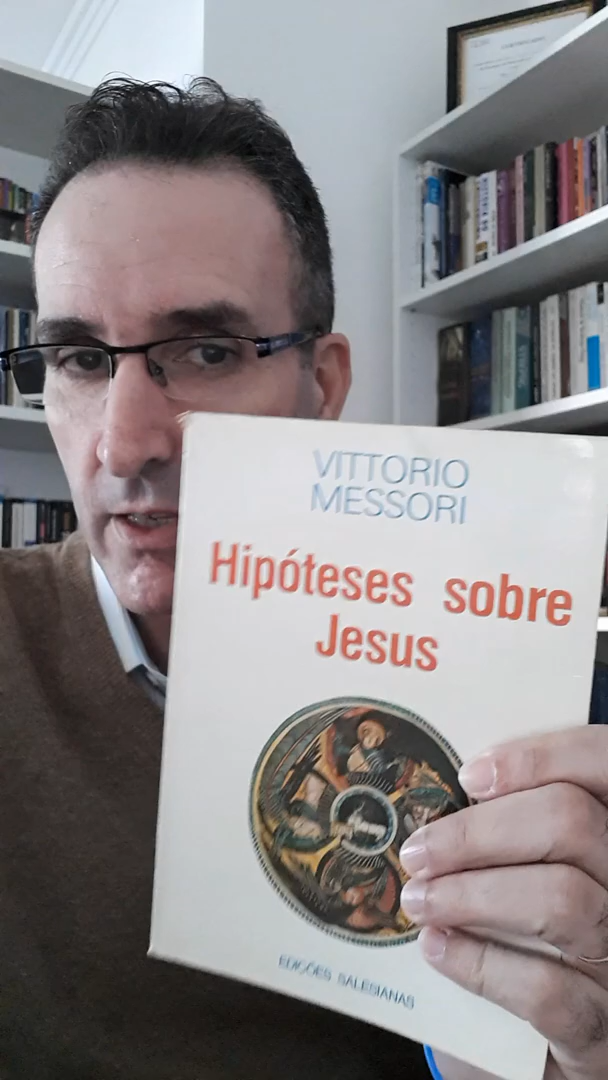 VITTORIO
MESSORI
Hipóteses sobre
Jesus
EDIÇÕES SALESIANAS